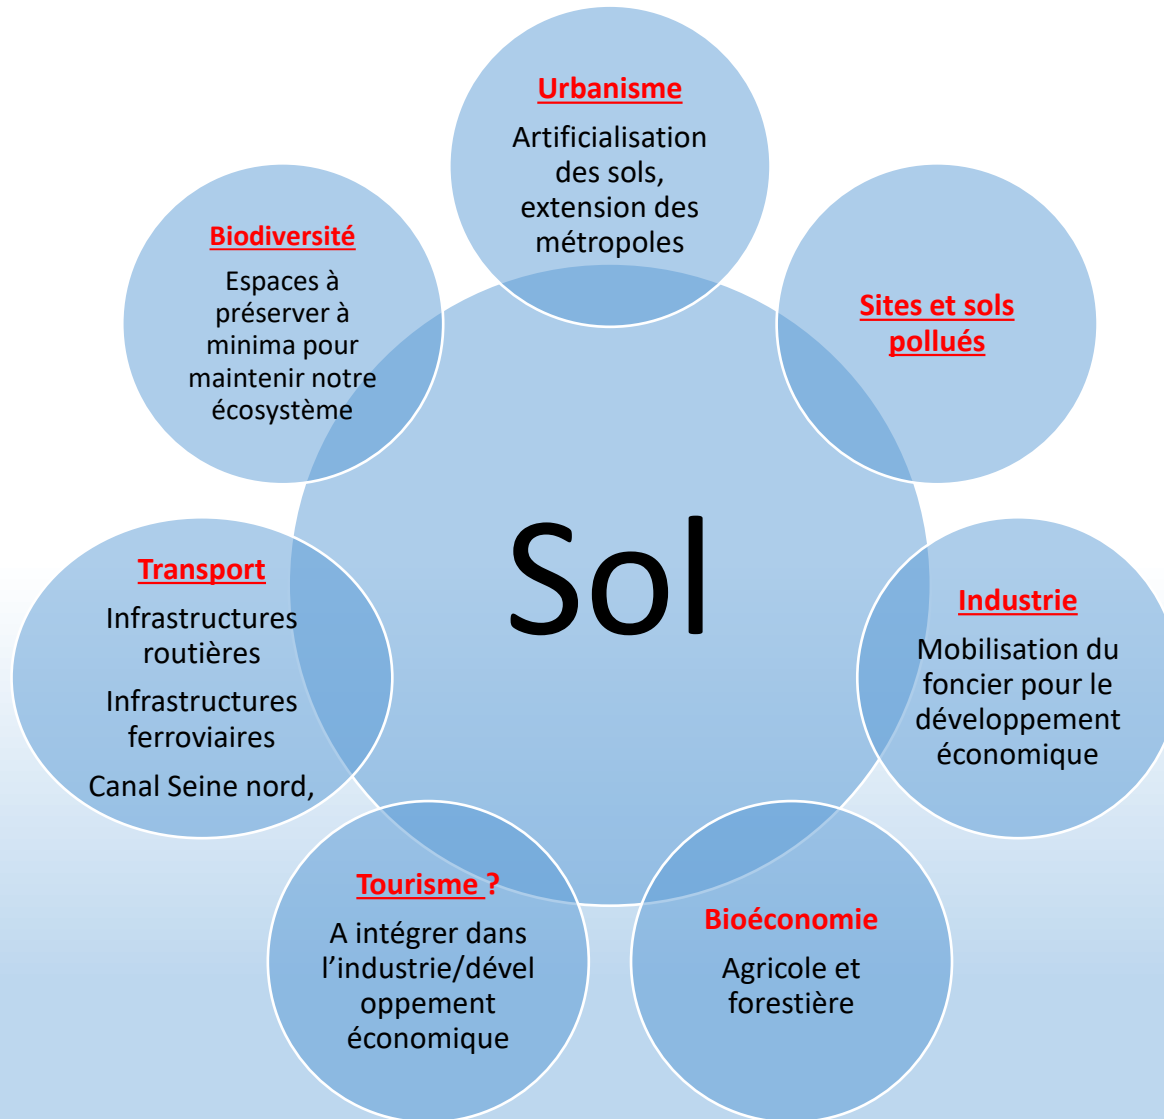 Urbanisme
Artificialisation
des sols,
extension des
métropoles
Sites et sols
pollués
Industrie
Mobilisation du
foncier pour le
développement
économique
Bioéconomie
Agricole et
forestière
Tourisme ?
A intégrer dans
l’industrie/dével
oppement
économique
Transport
Infrastructures
routières
Infrastructures
ferroviaires
Canal Seine nord,
Biodiversité
Espaces à
préserver à
minima pour
maintenir notre
écosystème
Sol